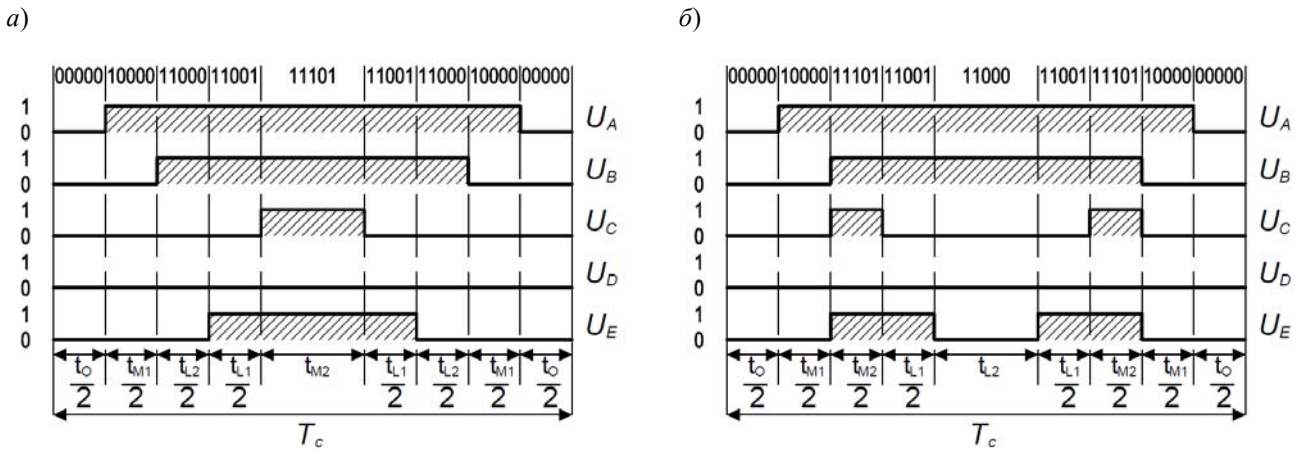 а) б)
00000 10000 11000 11001 11101 11001 11000 10000 00000
1
0
U_A
1
0
U_B
1
0
U_C
1
0
U_D
1
0
U_E
t_O/2 t_M1/2 t_L2/2 t_L1/2 t_M2 t_L1/2 t_L2/2 t_M1/2 t_O/2
T_c
00000 10000 11101 11001 11000 11001 11101 10000 00000
1
0
U_A
1
0
U_B
1
0
U_C
1
0
U_D
1
0
U_E
t_O/2 t_M1/2 t_M2/2 t_L1/2 t_L2 t_L1/2 t_M2/2 t_M1/2 t_O/2
T_c